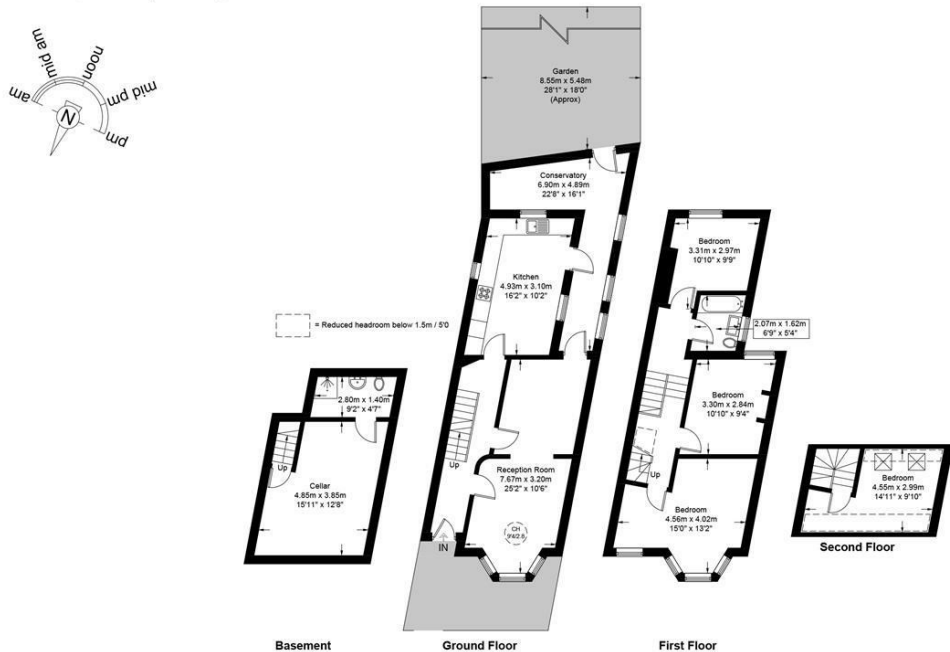 am
mid am
noon
mid pm
pm
N
Garden
8.55m x 5.48m
28'1" x 18'0"
(Approx)
Conservatory
6.90m x 4.89m
22'8" x 16'1"
Kitchen
4.93m x 3.10m
16'2" x 10'2"
Up
Reception Room
7.67m x 3.20m
25'2" x 10'6"
CH
9'4/2.8
IN
= Reduced headroom below 1.5m / 5'0
2.80m x 1.40m
9'2" x 4'7"
Up
Cellar
4.85m x 3.85m
15'11" x 12'8"
Bedroom
3.31m x 2.97m
10'10" x 9'9"
2.07m x 1.62m
6'9" x 5'4"
Bedroom
3.30m x 2.84m
10'10" x 9'4"
Up
Bedroom
4.56m x 4.02m
15'0" x 13'2"
Bedroom
4.55m x 2.99m
14'11" x 9'10"
Second Floor
Basement
Ground Floor
First Floor